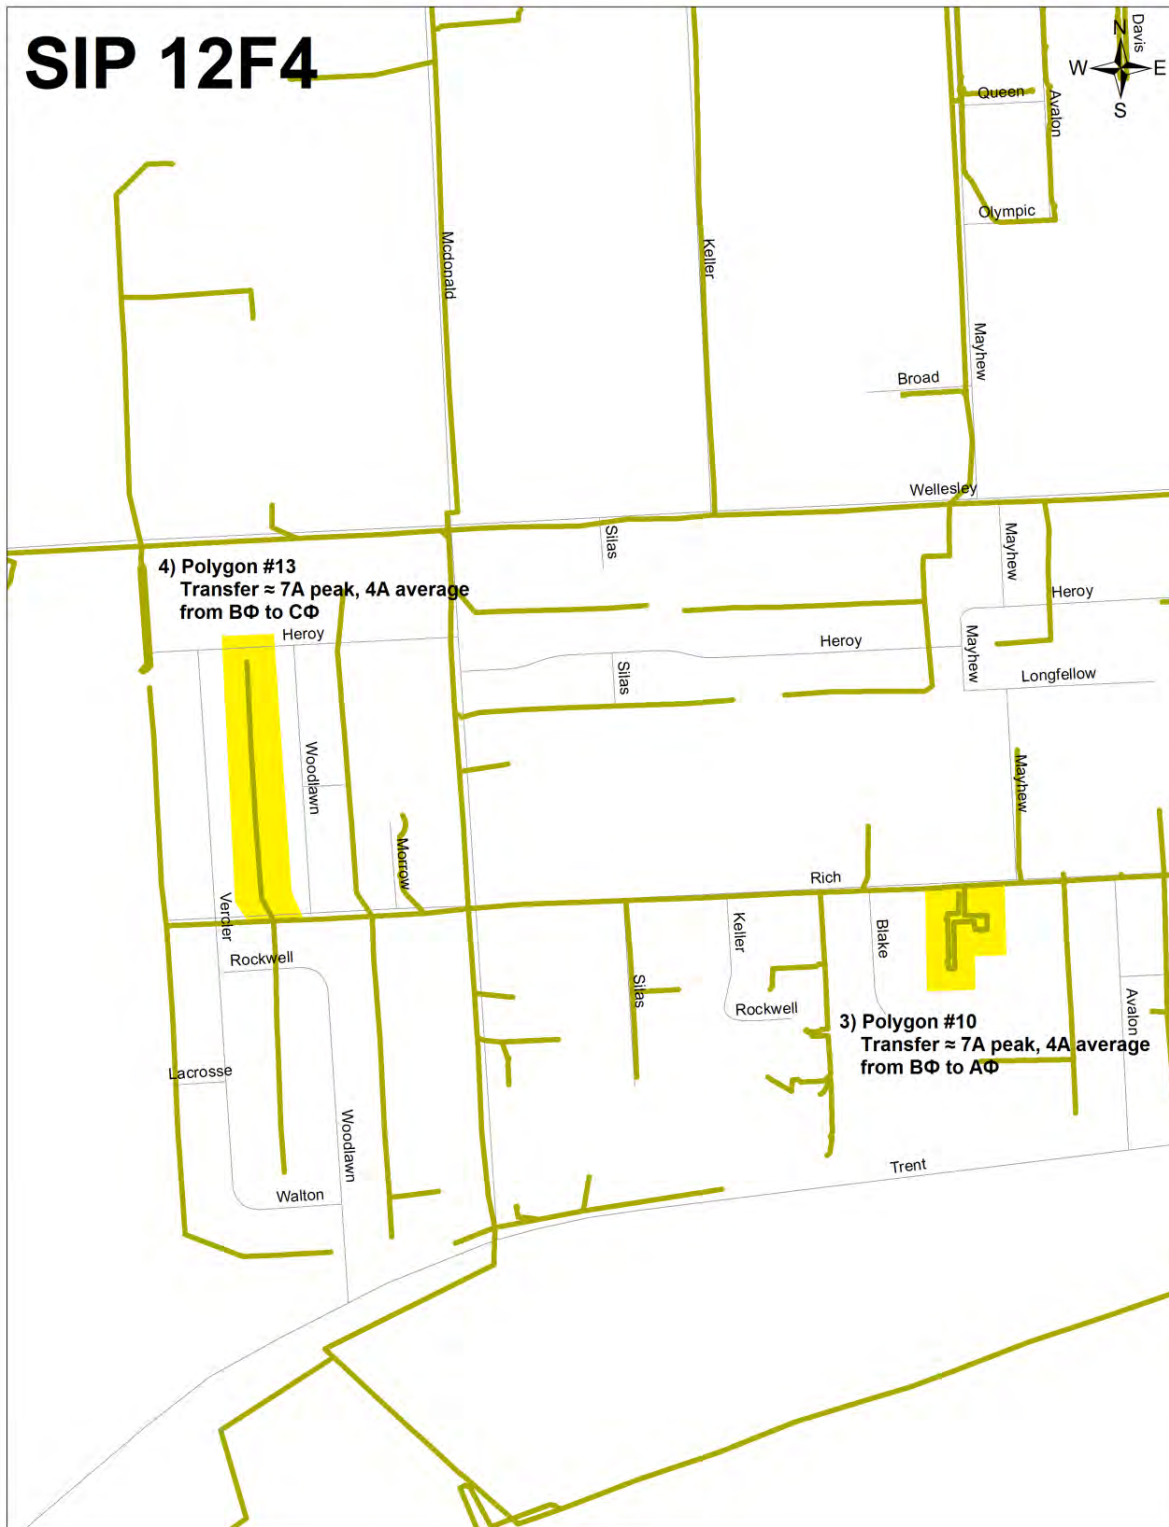 SIP 12F4
Davis
N
W
E
S
Queen
Avalon
Olympic
Mcdonald
Keller
Mayhew
Broad
Wellesley
Silas
Mayhew
4) Polygon #13
Transfer ≈ 7A peak, 4A average
from BΦ to CΦ
Heroy
Heroy
Heroy
Mayhew
Silas
Longfellow
Woodlawn
Mayhew
Morrow
Rich
Vercler
Keller
Blake
Rockwell
Silas
Rockwell
Avalon
3) Polygon #10
Transfer ≈ 7A peak, 4A average
from BΦ to AΦ
Lacrosse
Woodlawn
Trent
Walton